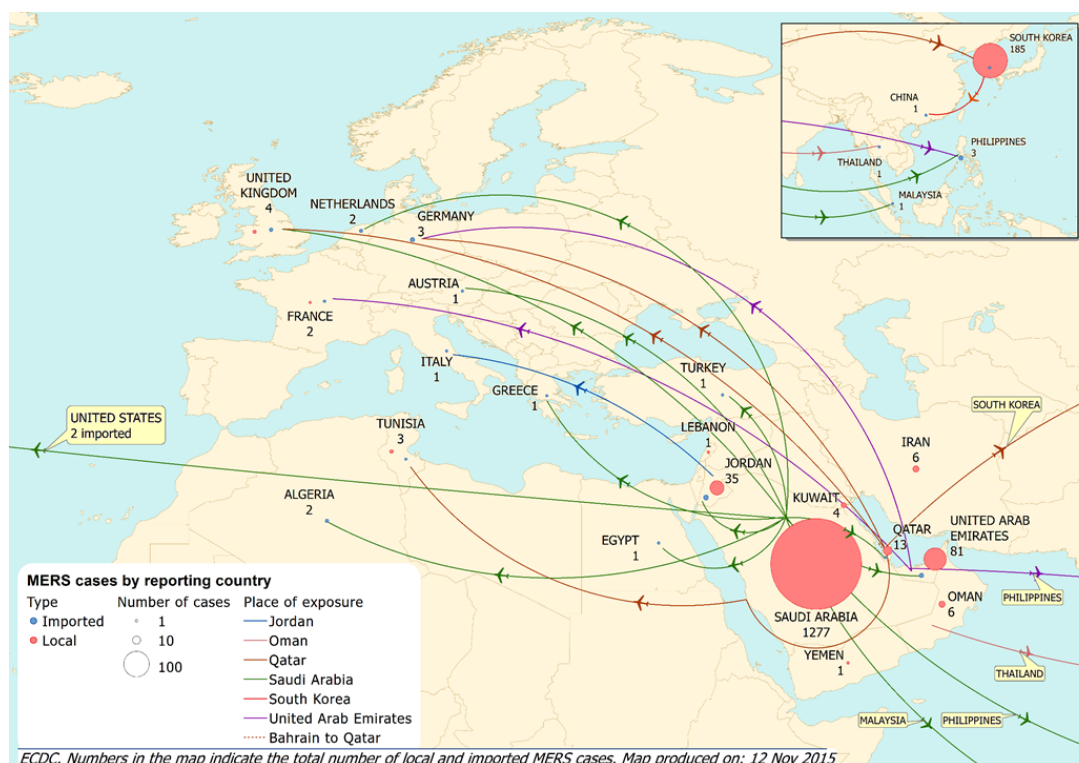 SOUTH KOREA
185
CHINA
1
PHILIPPINES
3
THAILAND
1
MALAYSIA
1
UNITED
KINGDOM
4
NETHERLANDS
2
GERMANY
3
AUSTRIA
1
FRANCE
2
ITALY
1
GREECE
1
TURKEY
1
UNITED STATES
2 imported
TUNISIA
3
LEBANON
1
SOUTH KOREA
IRAN
6
JORDAN
35
ALGERIA
2
KUWAIT
4
QATAR
13
UNITED ARAB
EMIRATES
81
EGYPT
1
PHILIPPINES
OMAN
6
SAUDI ARABIA
1277
YEMEN
1
THAILAND
MALAYSIA
PHILIPPINES
MERS cases by reporting country
Type
Imported
Local
Number of cases
1
10
100
Place of exposure
Jordan
Oman
Qatar
Saudi Arabia
South Korea
United Arab Emirates
Bahrain to Qatar
ECDC. Numbers in the map indicate the total number of local and imported MERS cases. Map produced on: 12 Nov 2015